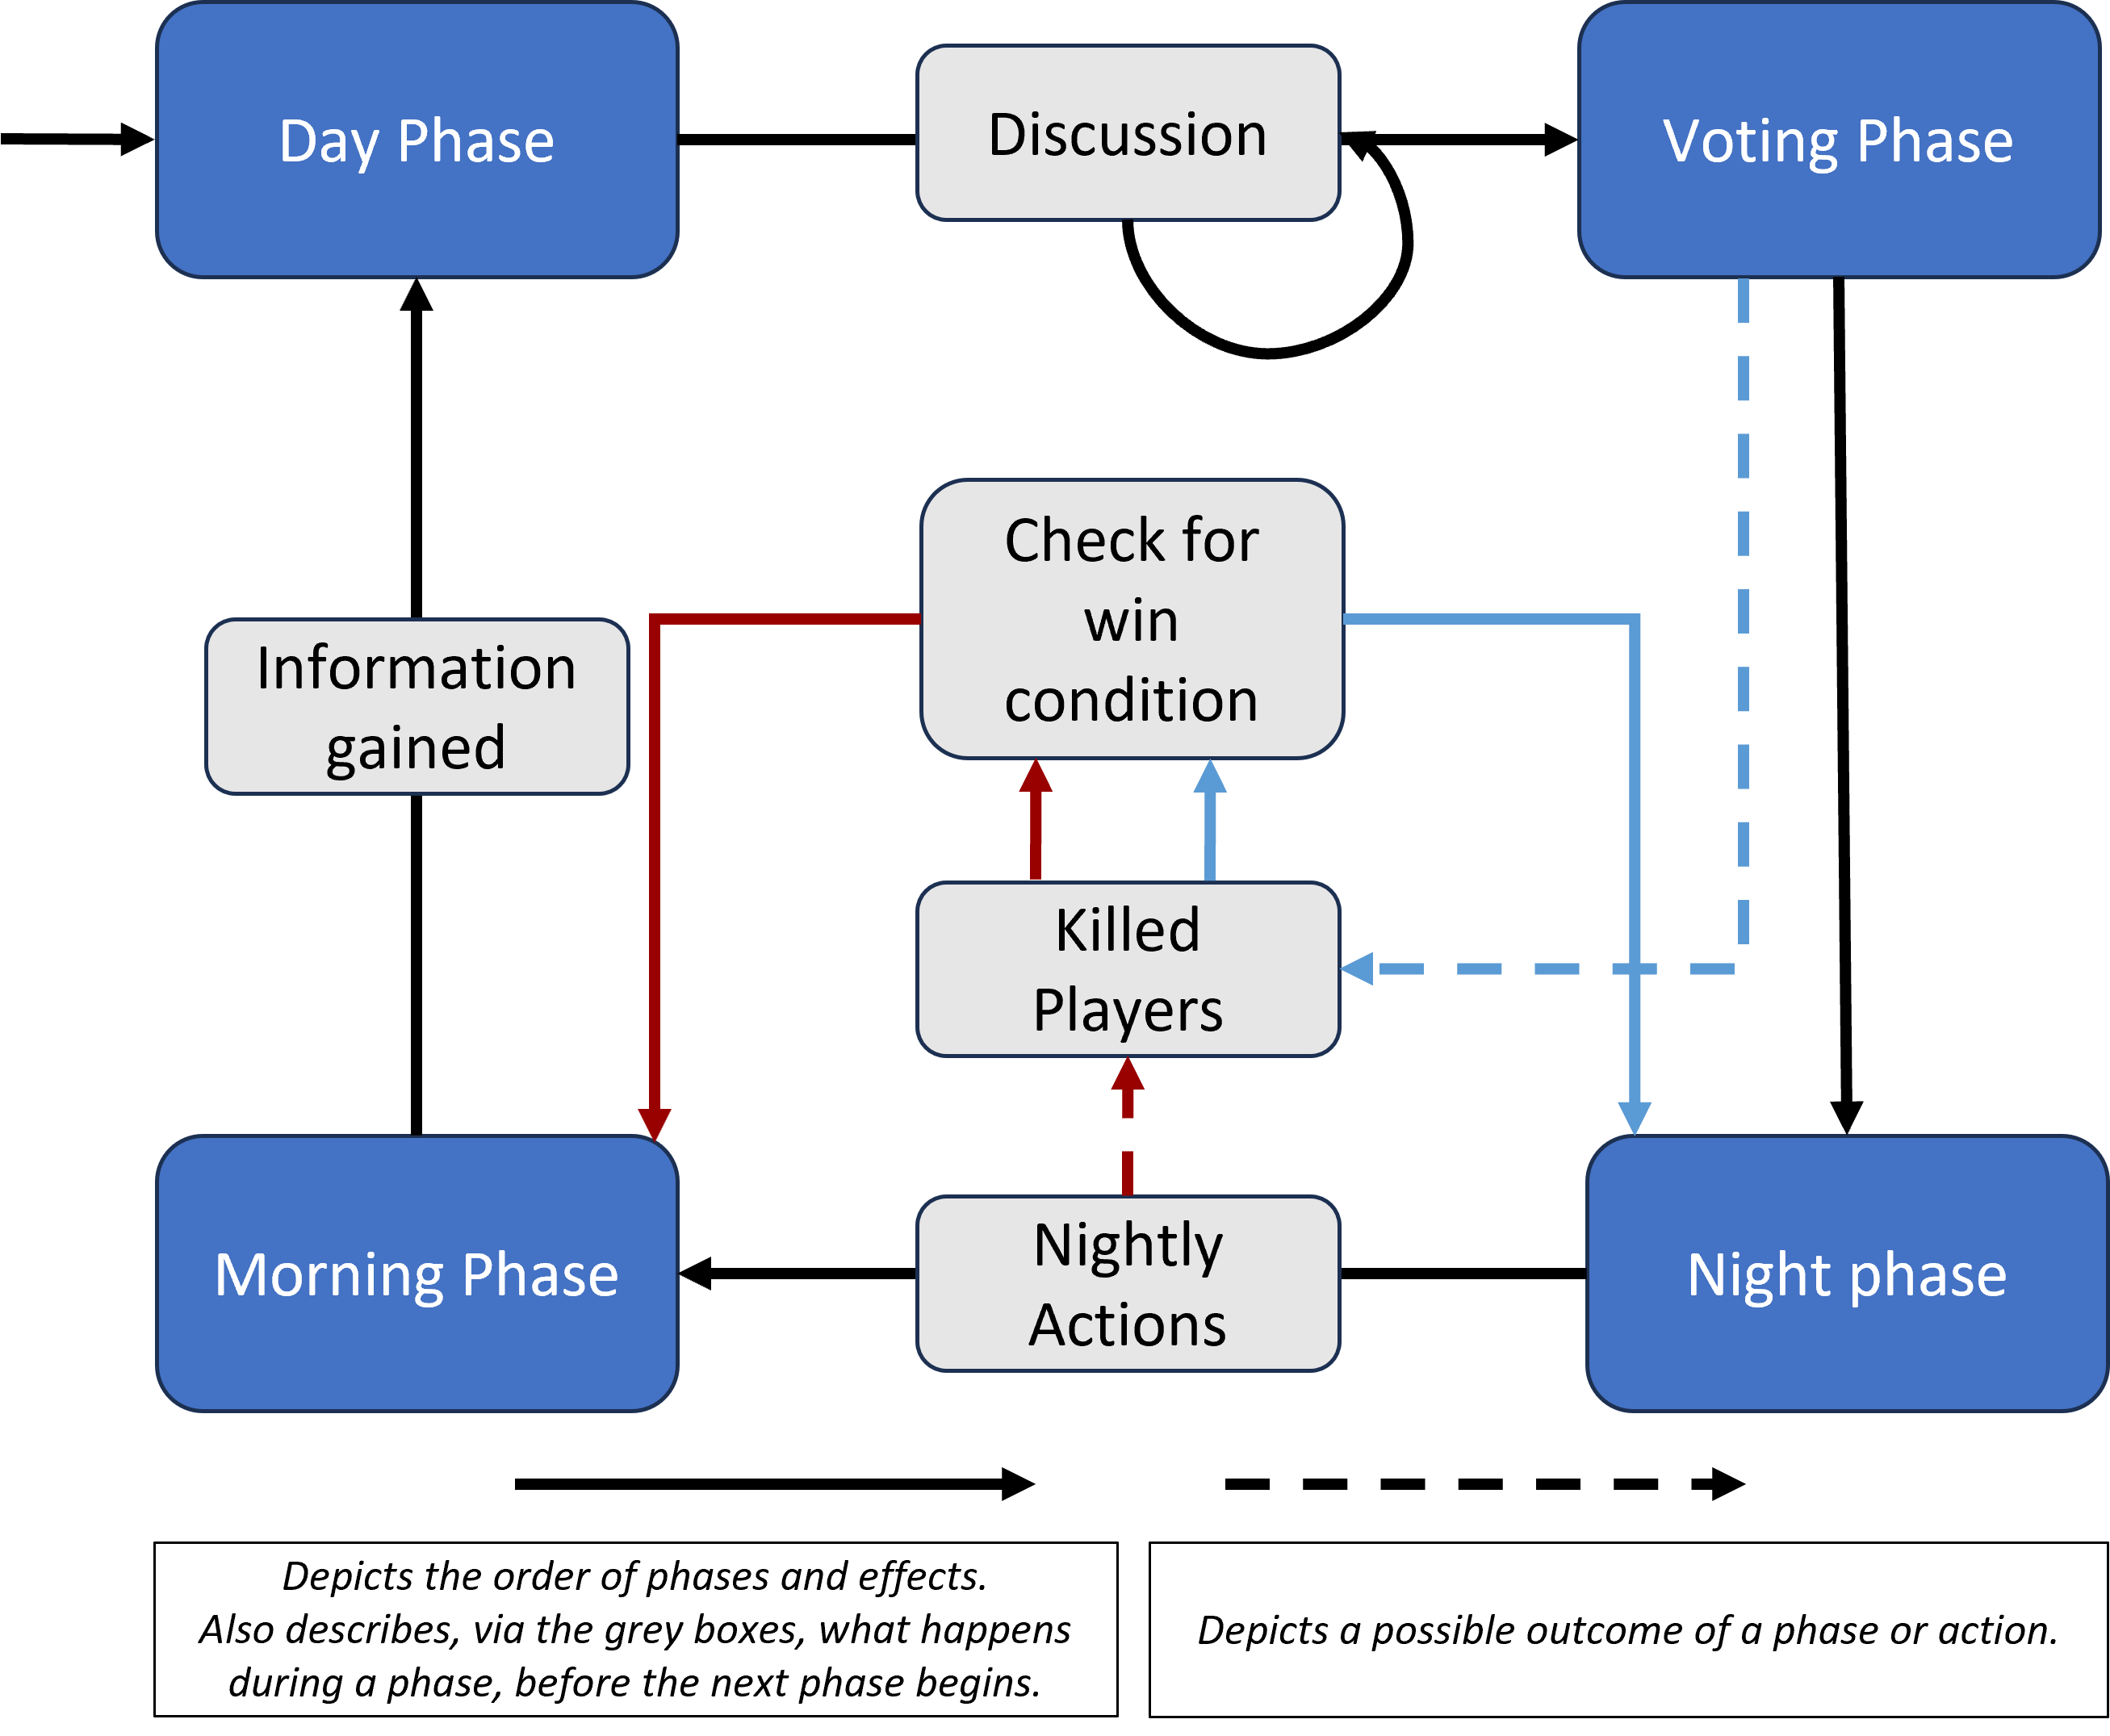 Day Phase
Discussion
Voting Phase
Check for
win
condition
Information
gained
Killed
Players
Morning Phase
Nightly
Actions
Night phase
Depicts the order of phases and effects.
Also describes, via the grey boxes, what happens
during a phase, before the next phase begins.
Depicts a possible outcome of a phase or action.